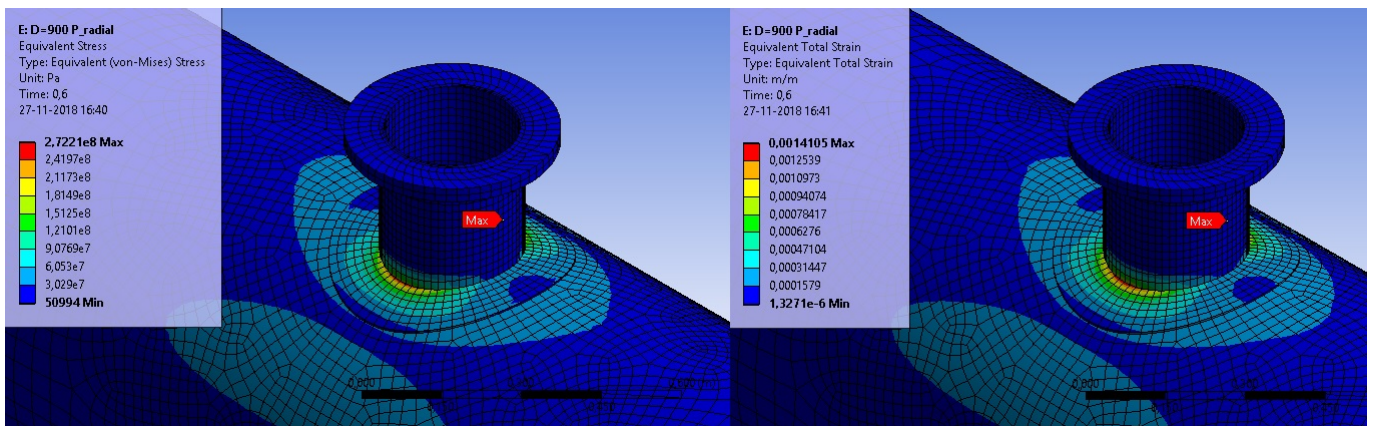 E: D=900 P_radial
Equivalent Stress
Type: Equivalent (von-Mises) Stress
Unit: Pa
Time: 0,6
27-11-2018 16:40
2,7221e8 Max
2,4197e8
2,1173e8
1,8149e8
1,5125e8
1,2101e8
9,0769e7
6,053e7
3,029e7
50994 Min
Max
0,000
E: D=900 P_radial
Equivalent Total Strain
Type: Equivalent Total Strain
Unit: m/m
Time: 0,6
27-11-2018 16:41
0,0014105 Max
0,0012539
0,0010973
0,00094074
0,00078417
0,0006276
0,00047104
0,00031447
0,0001579
1,3271e-6 Min
Max
0,000